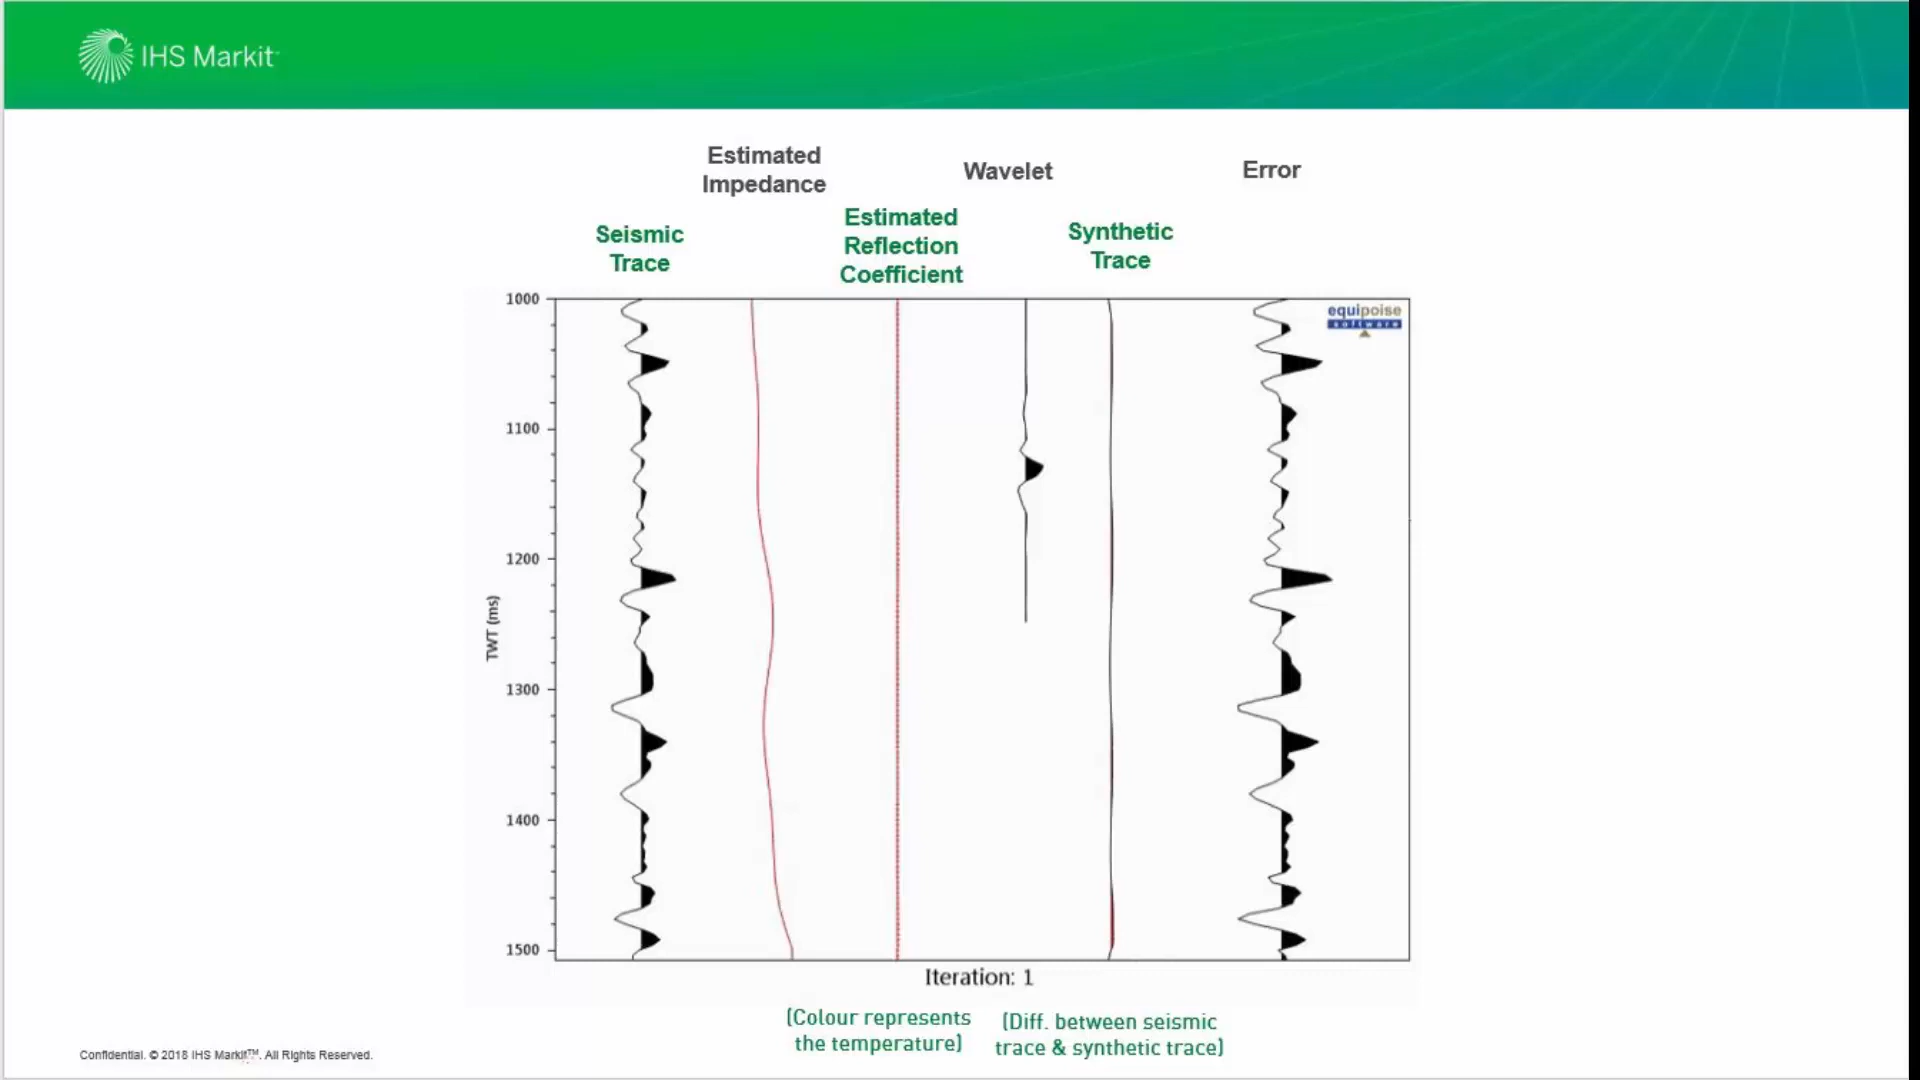 IHS Markit
Estimated
Impedance
Wavelet
Error
Seismic
Trace
Estimated
Reflection
Coefficient
Synthetic
Trace
equipoise
software
1000
1100
1200
1300
1400
1500
TWT (ms)
Iteration: 1
(Colour represents
the temperature)
(Diff. between seismic
trace & synthetic trace)
Confidential. © 2018 IHS Markit™. All Rights Reserved.